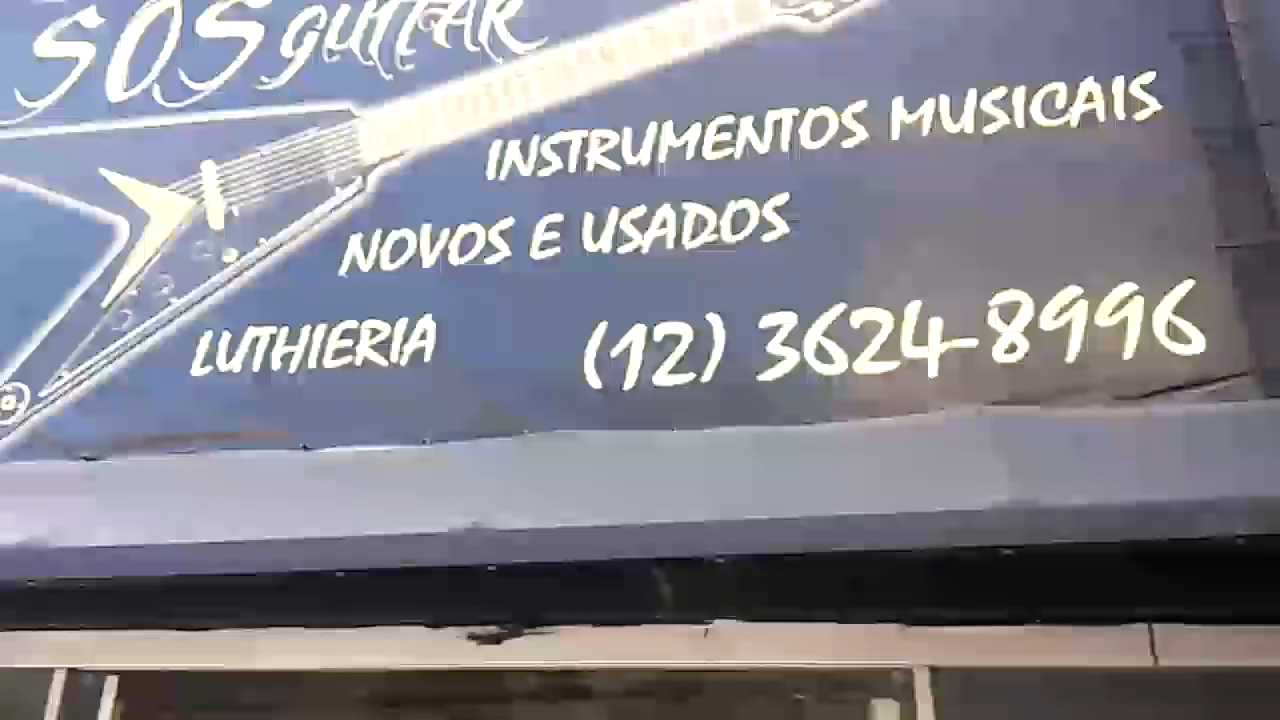 SOS GUITAR
INSTRUMENTOS MUSICAIS
NOVOS E USADOS
LUTHIERIA (12) 3624-8996